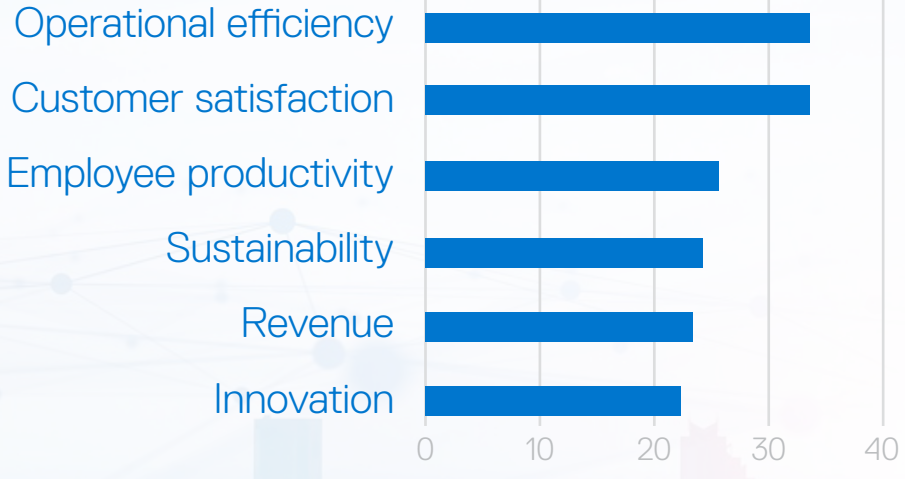 Operational efficiency
Customer satisfaction
Employee productivity
Sustainability
Revenue
Innovation
0 10 20 30 40